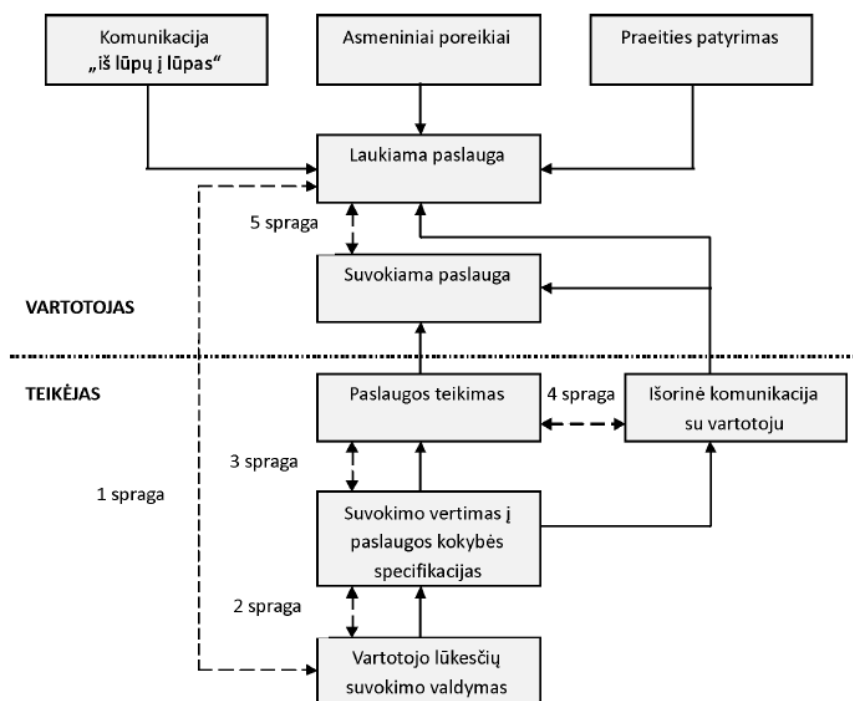 Komunikacija
„iš lūpų į lūpas“
Asmeniniai poreikiai
Praeities patyrimas
Laukiama paslauga
5 spraga
Suvokiama paslauga
VARTOTOJAS
TEIKĖJAS
Paslaugos teikimas
4 spraga
Išorinė komunikacija
su vartotoju
3 spraga
1 spraga
Suvokimo vertimas į
paslaugos kokybės
specifikacijas
2 spraga
Vartotojo lūkesčių
suvokimo valdymas